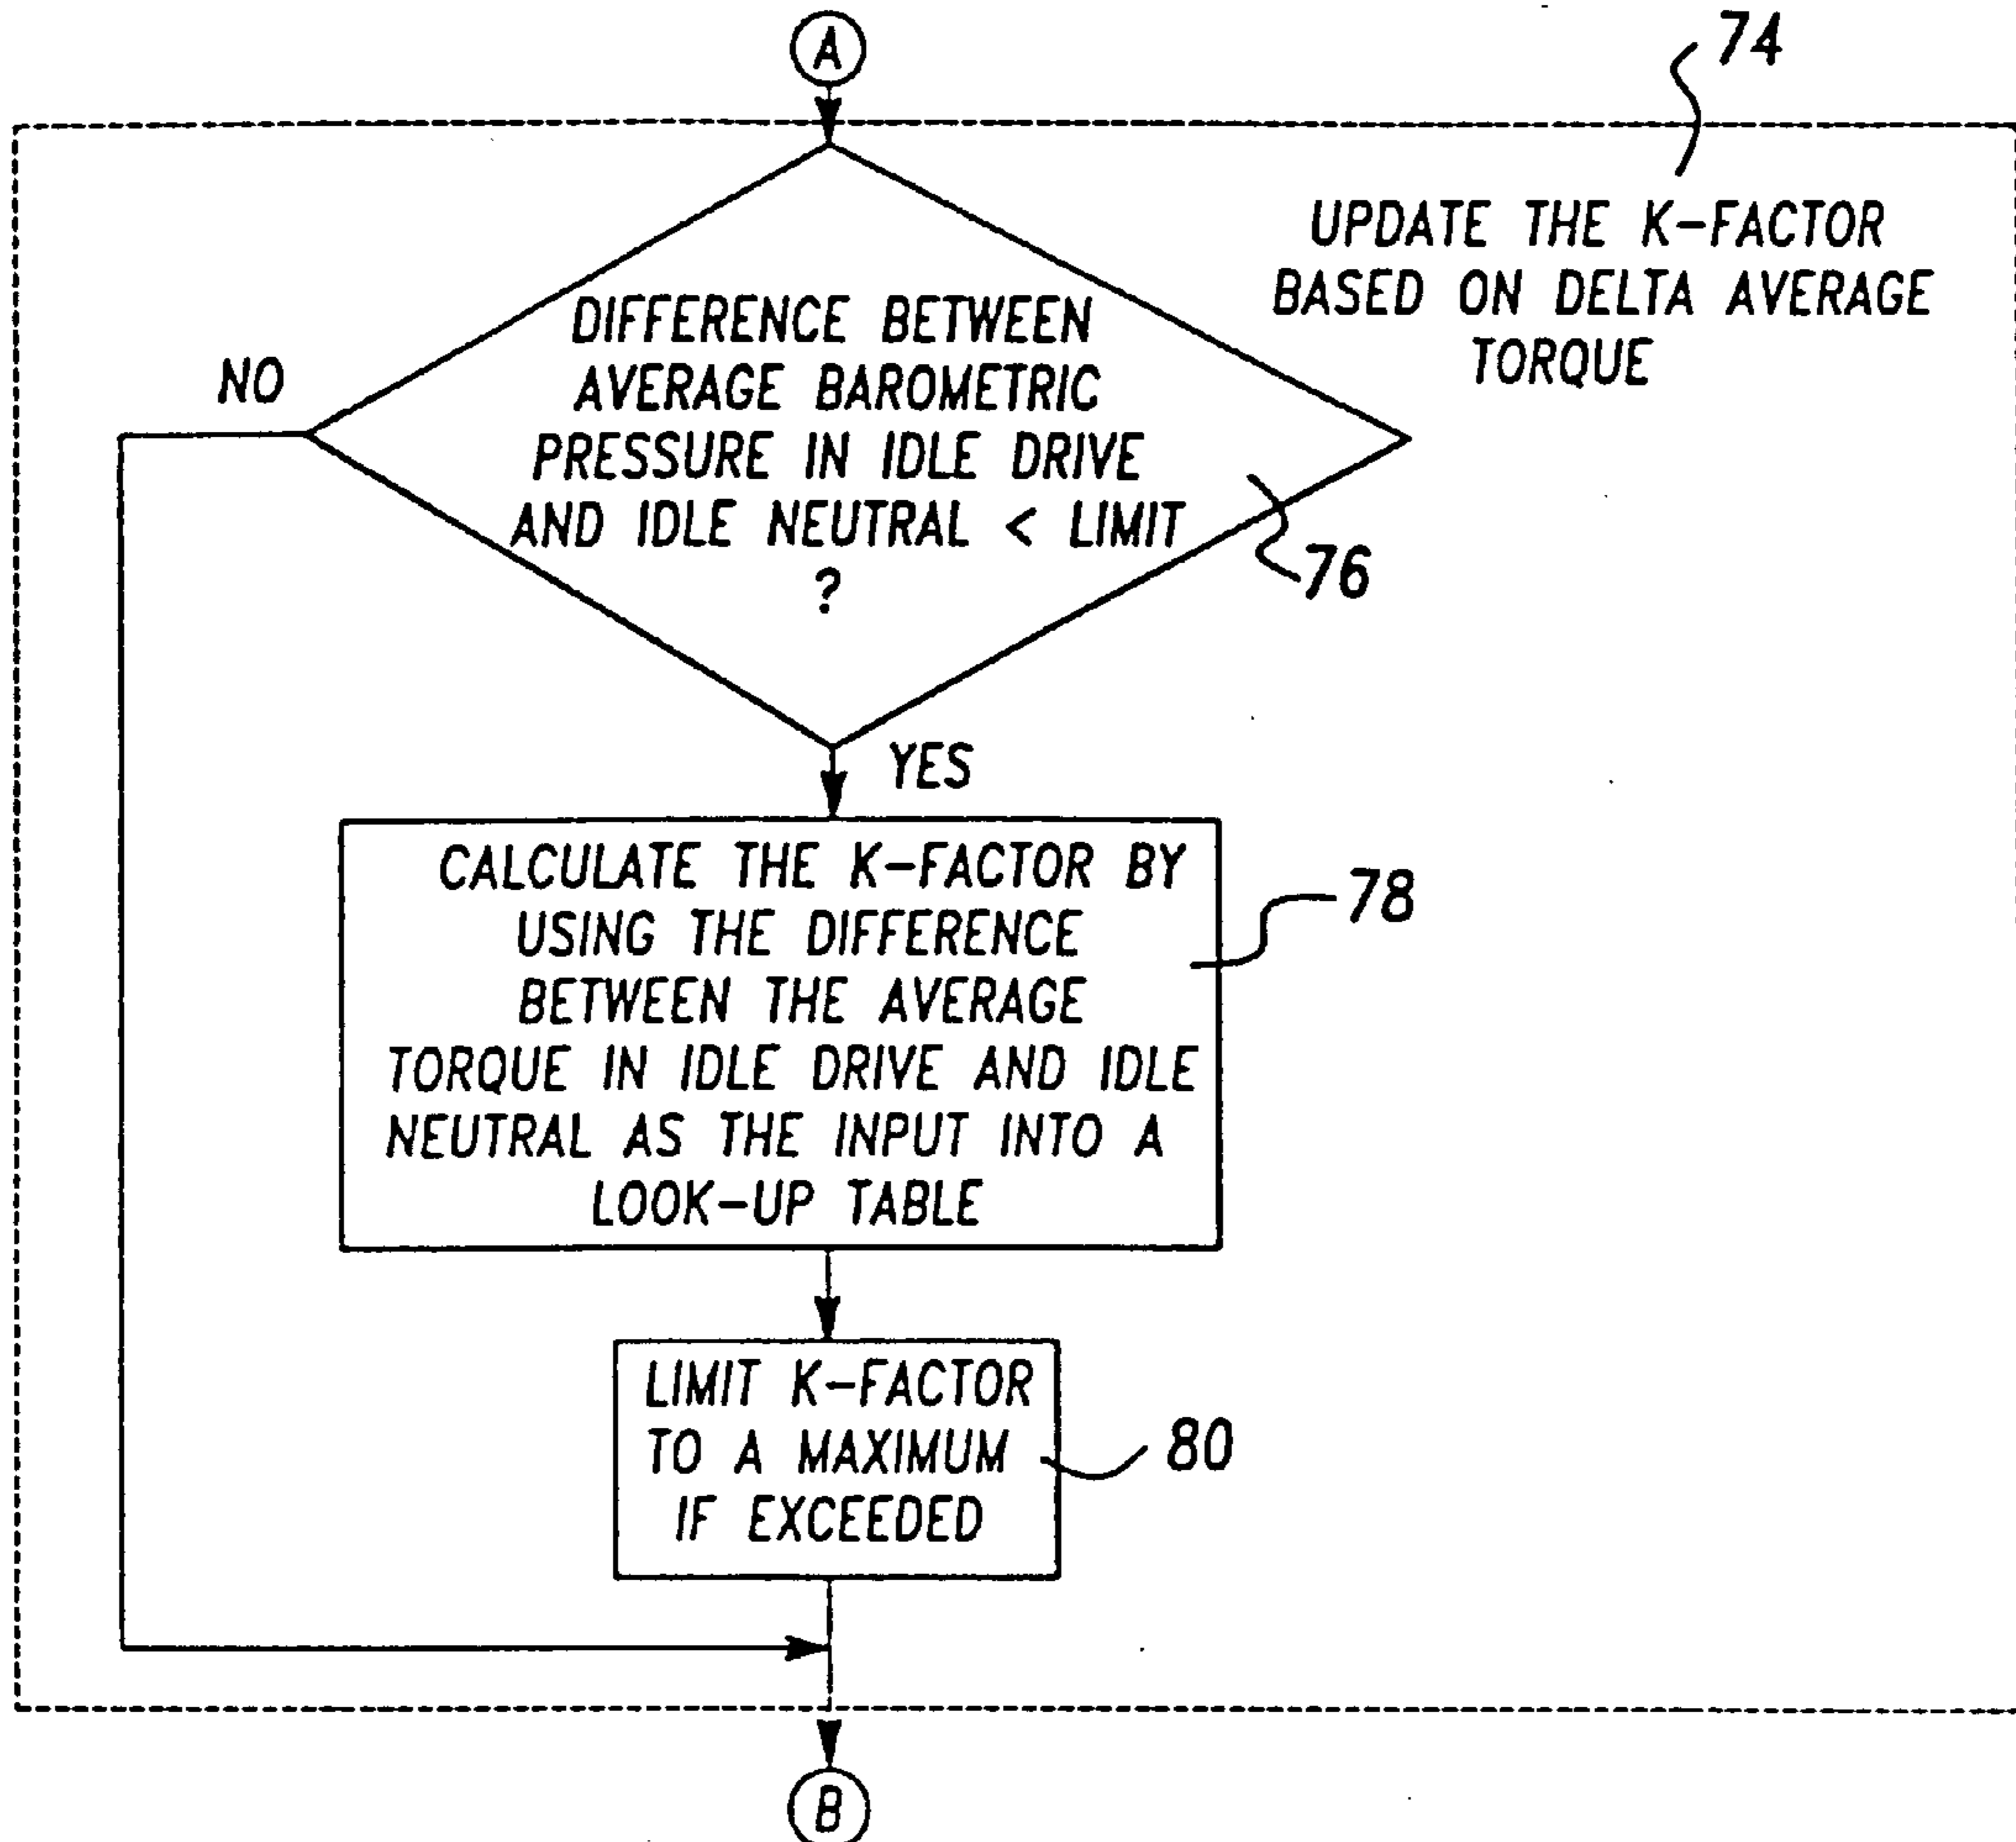 A
74
UPDATE THE K-FACTOR
BASED ON DELTA AVERAGE
TORQUE
DIFFERENCE BETWEEN
AVERAGE BAROMETRIC
PRESSURE IN IDLE DRIVE
AND IDLE NEUTRAL < LIMIT
?
NO
76
YES
CALCULATE THE K-FACTOR BY
USING THE DIFFERENCE
BETWEEN THE AVERAGE
TORQUE IN IDLE DRIVE AND IDLE
NEUTRAL AS THE INPUT INTO A
LOOK-UP TABLE
78
LIMIT K-FACTOR
TO A MAXIMUM
IF EXCEEDED
80
B